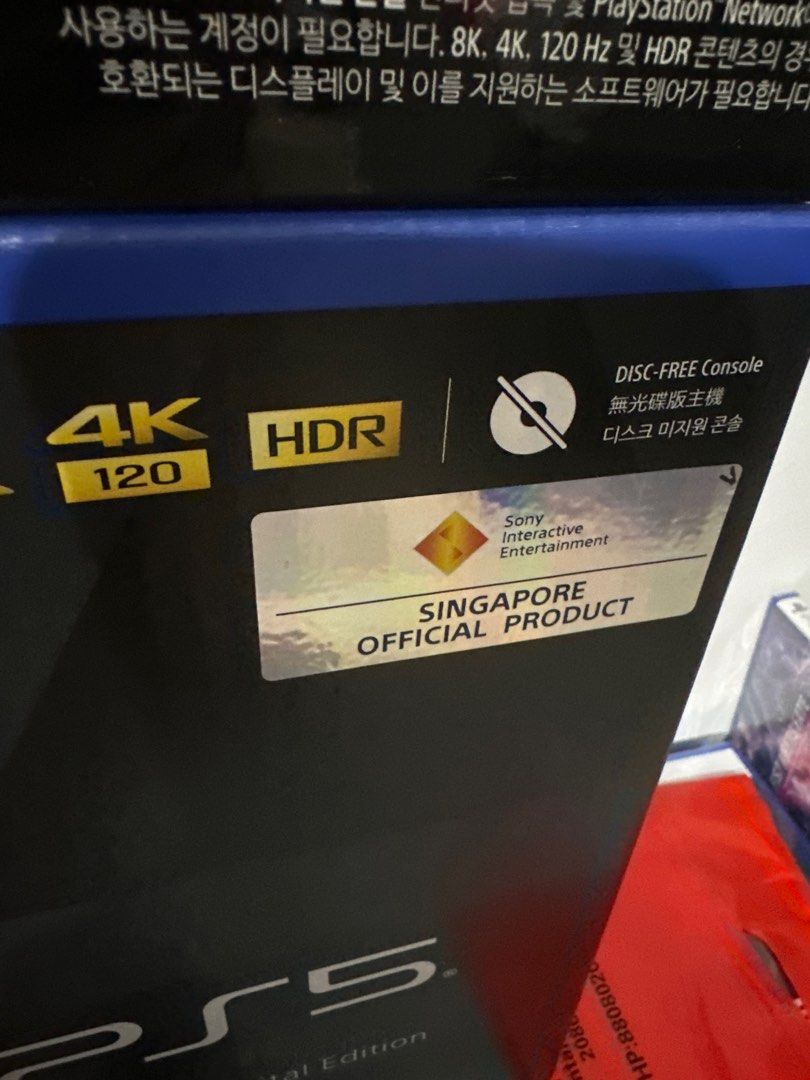 PlayStation™Network
사용하는 계정이 필요합니다. 8K, 4K, 120 Hz 및 HDR 콘텐츠의
호환되는 디스플레이 및 이를 지원하는 소프트웨어가 필요합니다
4K
120
HDR
DISC-FREE Console
無光碟版主機
디스크 미지원 콘솔
Sony
Interactive
Entertainment
SINGAPORE
OFFICIAL PRODUCT
PS5
Edition